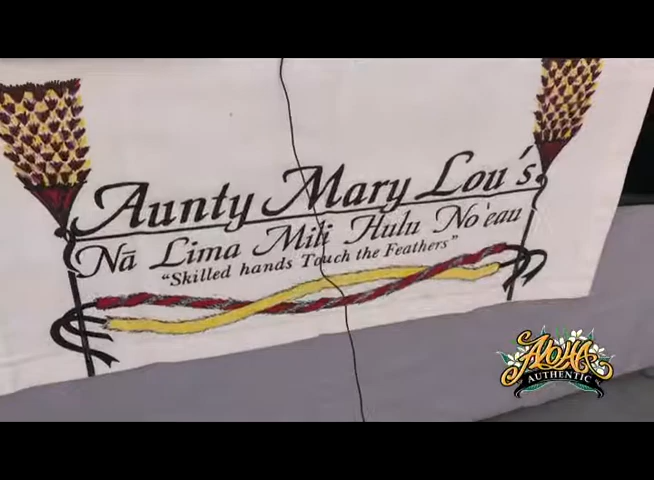 Aunty Mary Lou's
Nā Lima Mili Hulu No'eau
"Skilled hands Touch the Feathers"
ALOHA
AUTHENTIC